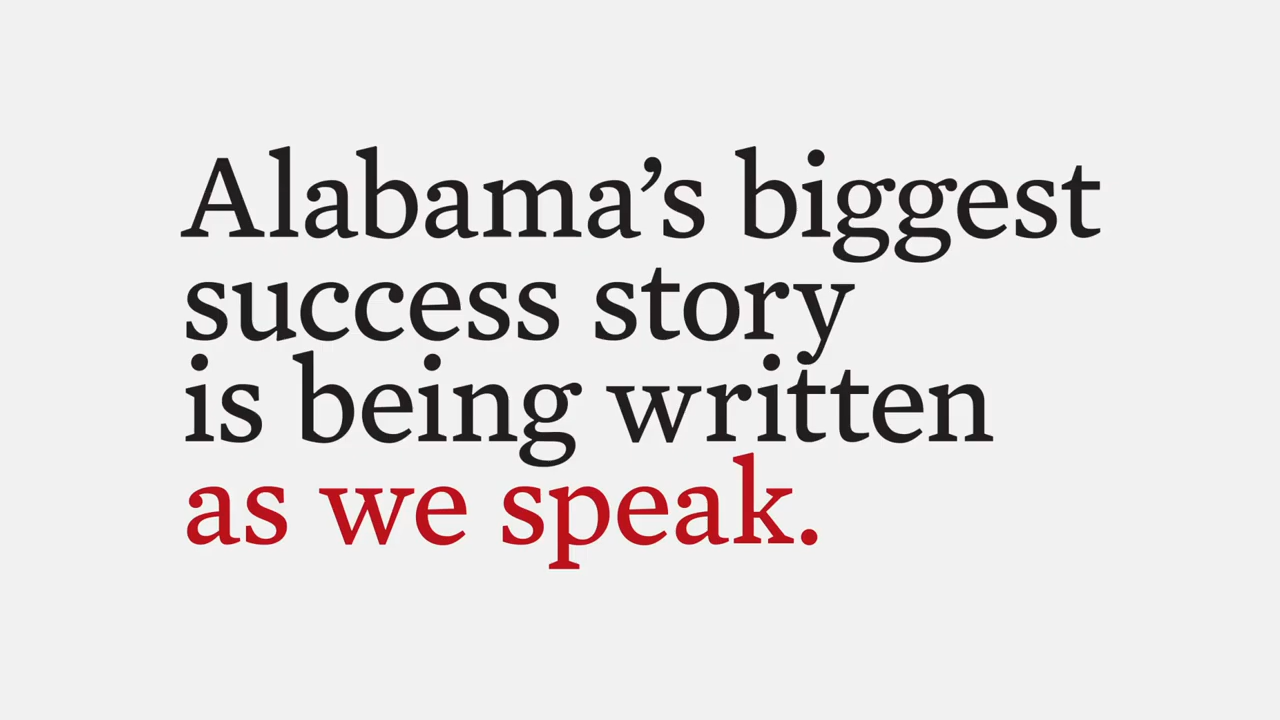 Alabama’s biggest
success story
is being written
as we speak.